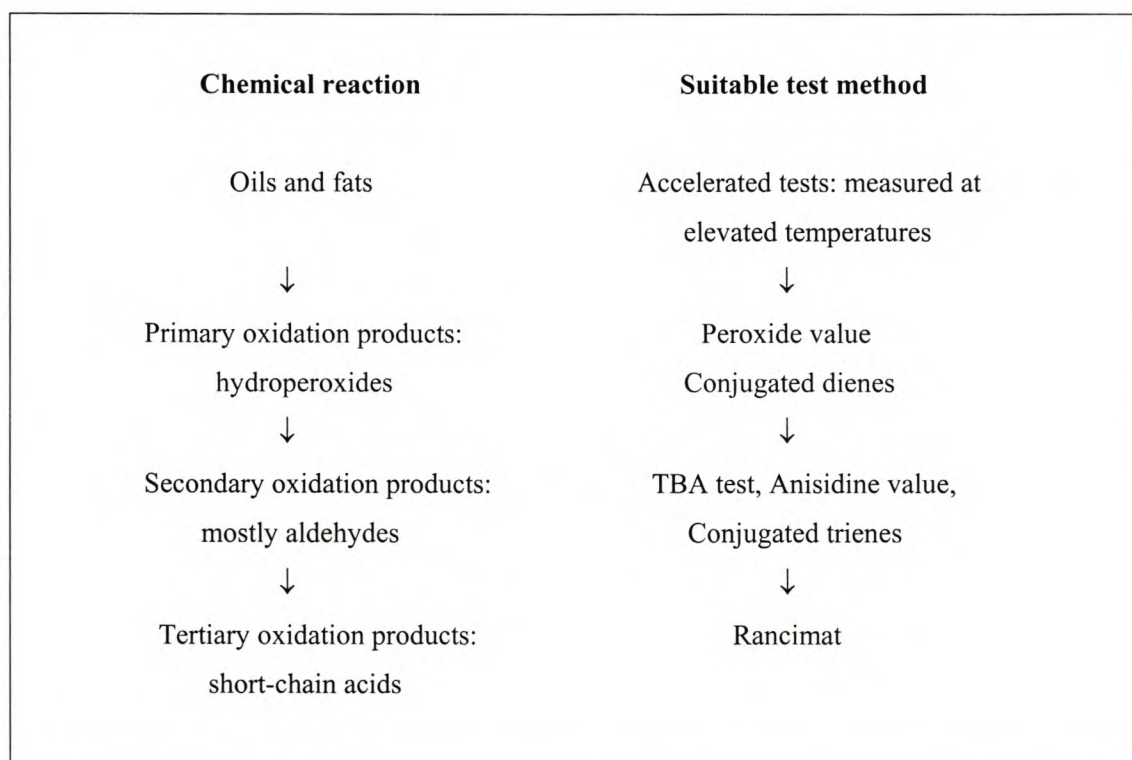 Chemical reaction
Suitable test method
Oils and fats
Accelerated tests: measured at
elevated temperatures
↓
↓
Primary oxidation products:
Peroxide value
hydroperoxides
Conjugated dienes
↓
↓
Secondary oxidation products:
TBA test, Anisidine value,
mostly aldehydes
Conjugated trienes
↓
↓
Tertiary oxidation products:
Rancimat
short-chain acids